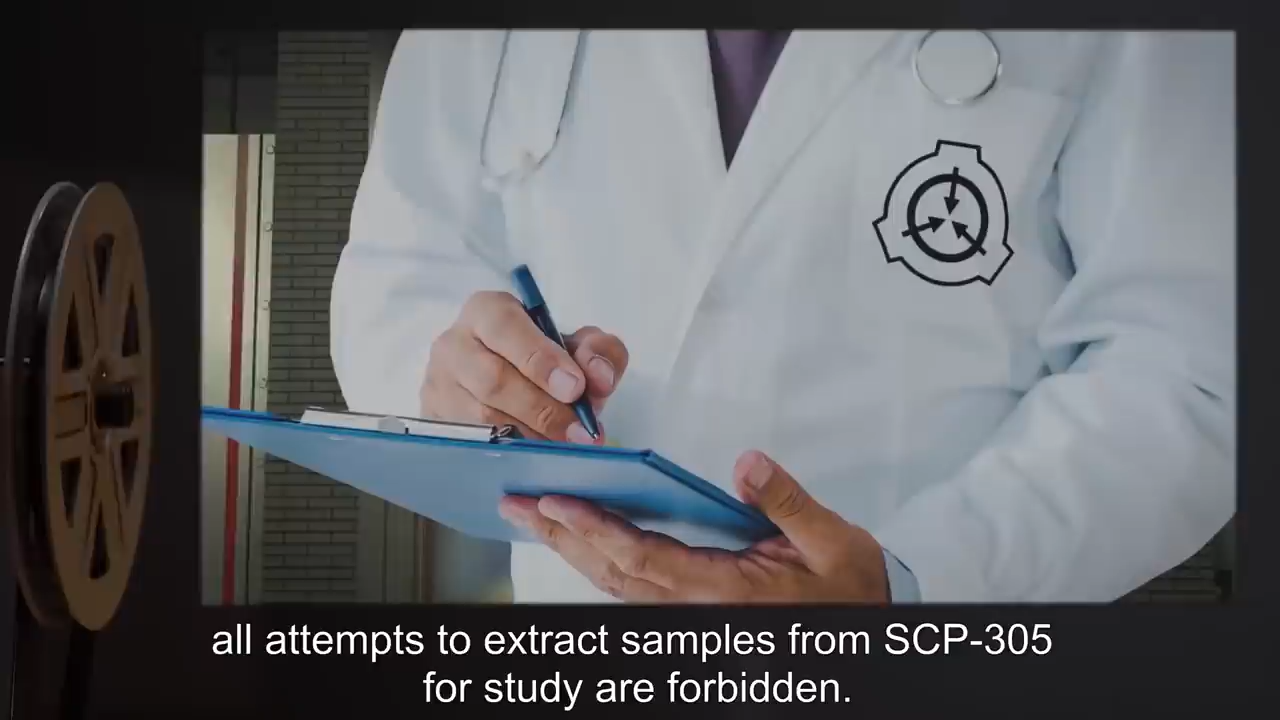 all attempts to extract samples from SCP-305
for study are forbidden.